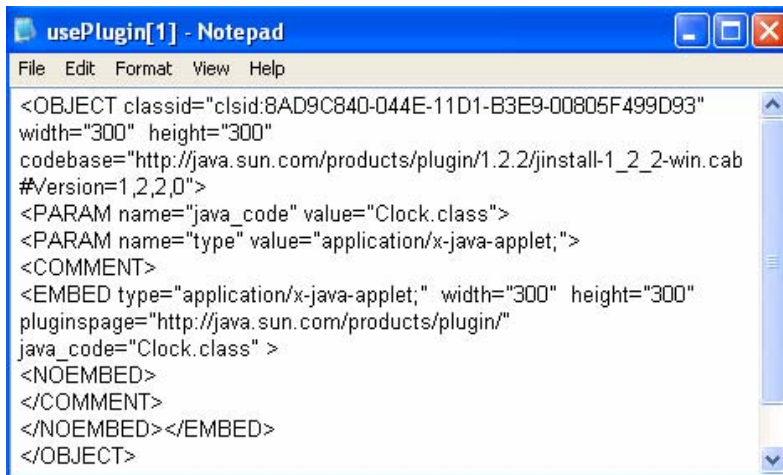 usePlugin[1] - Notepad
File Edit Format View Help
<OBJECT classid="clsid:8AD9C840-044E-11D1-B3E9-00805F499D93"
width="300" height="300"
codebase="http://java.sun.com/products/plugin/1.2.2/jinstall-1_2_2-win.cab
#Version=1,2,2,0">
<PARAM name="java_code" value="Clock.class">
<PARAM name="type" value="application/x-java-applet;">
<COMMENT>
<EMBED type="application/x-java-applet;" width="300" height="300"
pluginspage="http://java.sun.com/products/plugin/"
java_code="Clock.class" >
<NOEMBED>
</COMMENT>
</NOEMBED></EMBED>
</OBJECT>